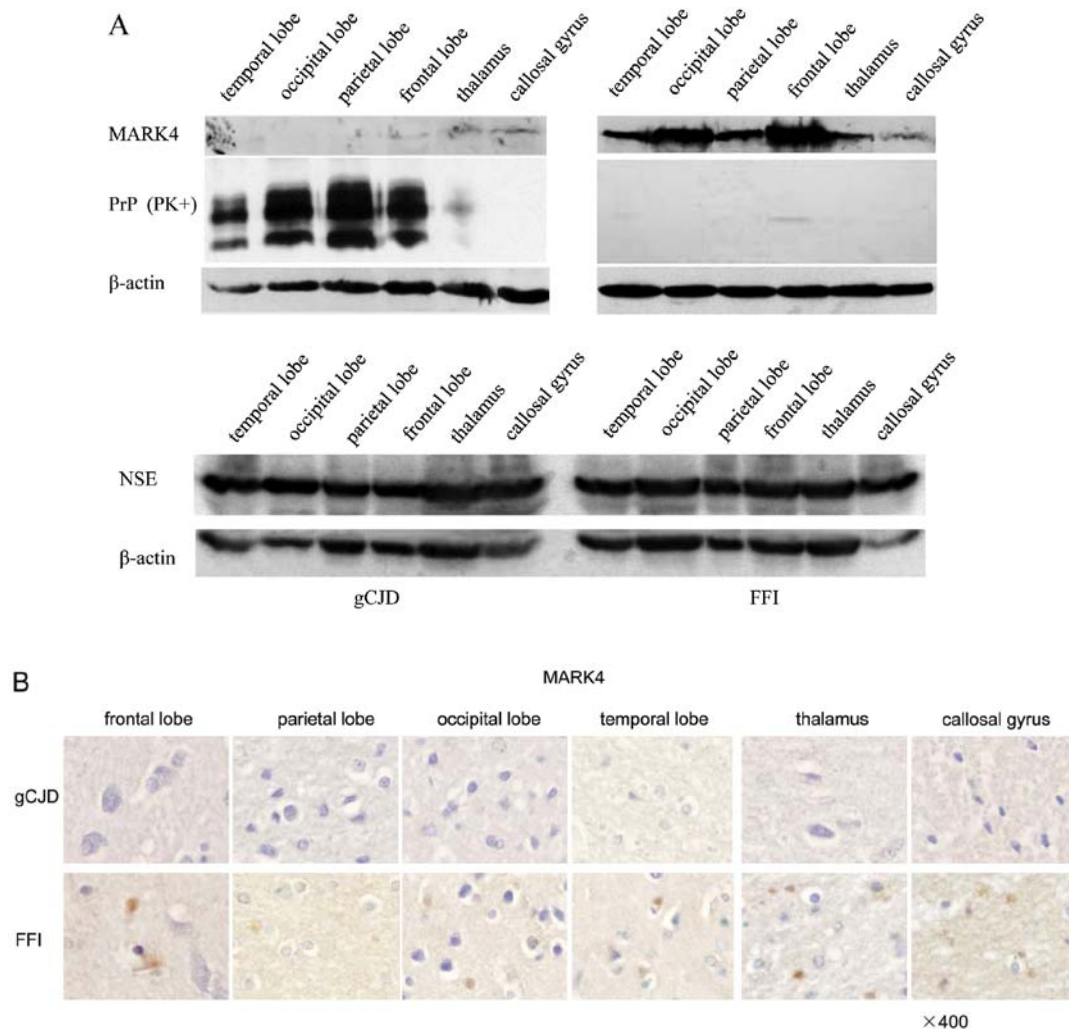 A
temporal lobe occipital lobe parietal lobe frontal lobe thalamus callosal gyrus temporal lobe occipital lobe parietal lobe frontal lobe thalamus callosal gyrus
MARK4
PrP (PK+)
β-actin
temporal lobe occipital lobe parietal lobe frontal lobe thalamus callosal gyrus temporal lobe occipital lobe parietal lobe frontal lobe thalamus callosal gyrus
NSE
β-actin
gCJD FFI
B MARK4
frontal lobe parietal lobe occipital lobe temporal lobe thalamus callosal gyrus
gCJD
FFI
×400